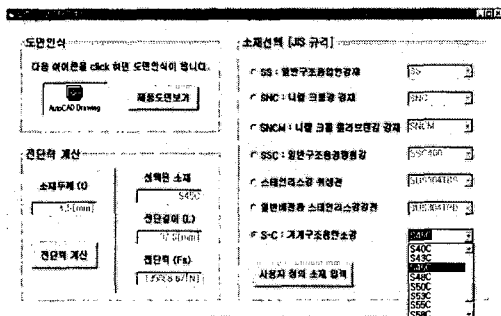 도면인식
다음 아이콘을 click 하면 도면인식이 됩니다.
AutoCAD Drawing
제품도면보기
전단력 계산
소재두께 (t)
전단력 계산
선택된 소재
S45C
전단길이 (L)
전단력 (Fs)
소재선택 [JIS 규격]
SS : 일반구조용압연강재
SS
SNC : 니켈 크롬강 강재
SNC
SNCM : 니켈 크롬 몰리브덴강 강재
SNCM
SSC : 일반구조용경량형강
SSC400
스테인리스강 위생관
SUS304TBS
일반배관용 스테인리스강강관
SUS304TPD
S-C : 기계구조용탄소강
사용자 정의 소재 입력
S40C
S43C
S45C
S48C
S50C
S53C
S55C
S58C